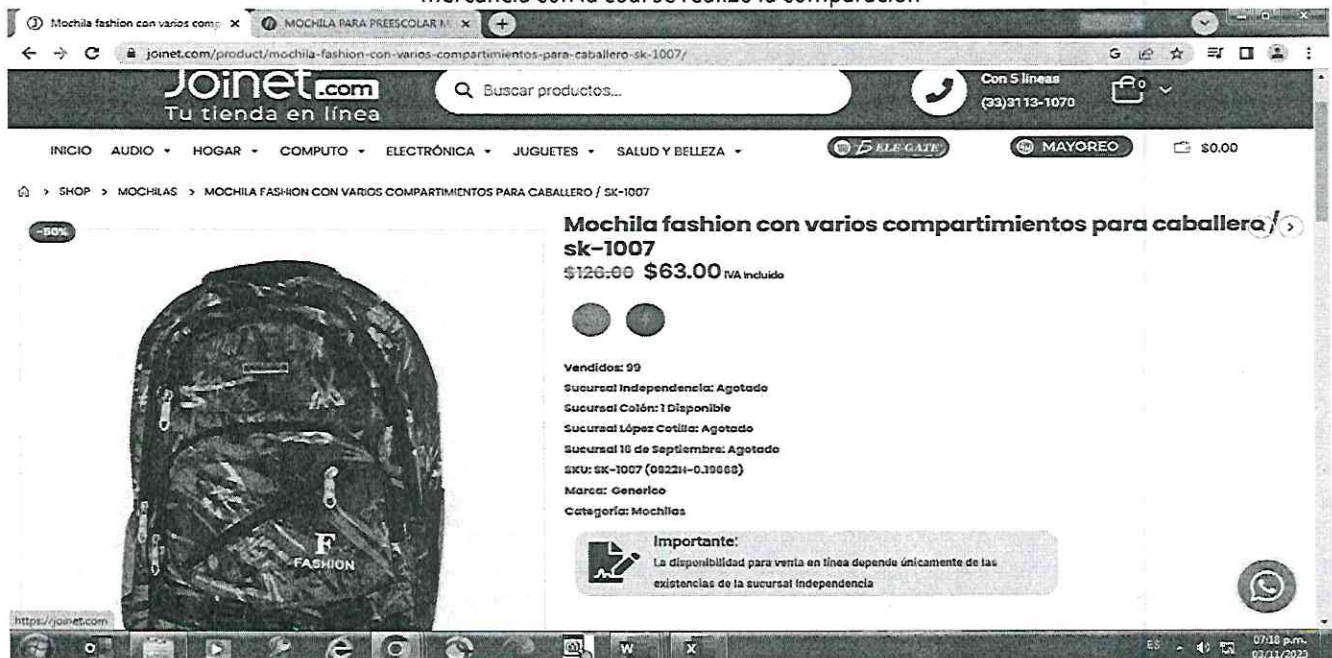 mercancía con la cual se realizó la comparación
Mochila fashion con varios comp
MOCHILA PARA PREESCOLAR M
joinet.com/product/mochila-fashion-con-varios-compartimientos-para-caballero-sk-1007/
Joinet.com
Tu tienda en línea
Buscar productos...
Con 5 líneas
(33)3113-1070
0
INICIO AUDIO HOGAR COMPUTO ELECTRÓNICA JUGUETES SALUD Y BELLEZA ELE-GATE MAYOREO $0.00
> SHOP > MOCHILAS > MOCHILA FASHION CON VARIOS COMPARTIMIENTOS PARA CABALLERO / SK-1007
-50%
Mochila fashion con varios compartimientos para caballero /
sk-1007
$126.00 $63.00 IVA Incluido
Vendidos: 99
Sucursal Independencia: Agotado
Sucursal Colón: 1 Disponible
Sucursal López Cotilla: Agotado
Sucursal 16 de Septiembre: Agotado
SKU: SK-1007
Marca: Generico
Categoría: Mochilas
F
FASHION
Importante:
La disponibilidad para venta en línea depende únicamente de las
existencias de la sucursal Independencia
https://joinet.com
ES
07:18 p.m.
03/11/2023